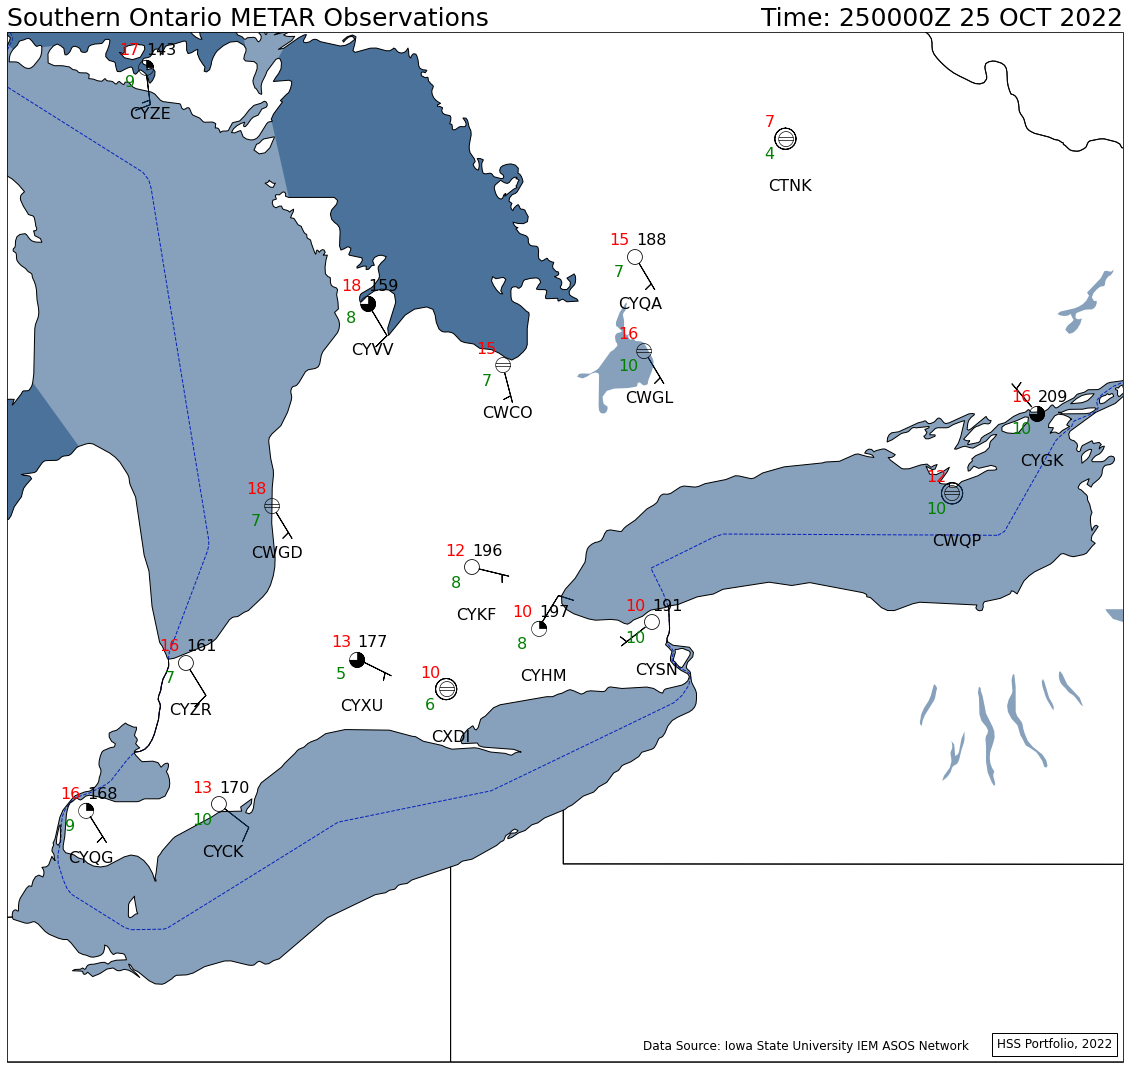 Southern Ontario METAR Observations
Time: 250000Z 25 OCT 2022
17 143
9
CYZE
7
4
CTNK
15 188
7
CYQA
18 159
8
CYVV
16
10
CWGL
15
7
CWCO
16 209
10
CYGK
12
10
CWQP
18
7
CWGD
12 196
8
CYKF
10 197
8
CYHM
10 191
10
CYSN
16 161
7
CYZR
13 177
5
CYXU
10
6
CXDI
16 168
9
CYQG
13 170
10
CYCK
Data Source: Iowa State University IEM ASOS Network
HSS Portfolio, 2022